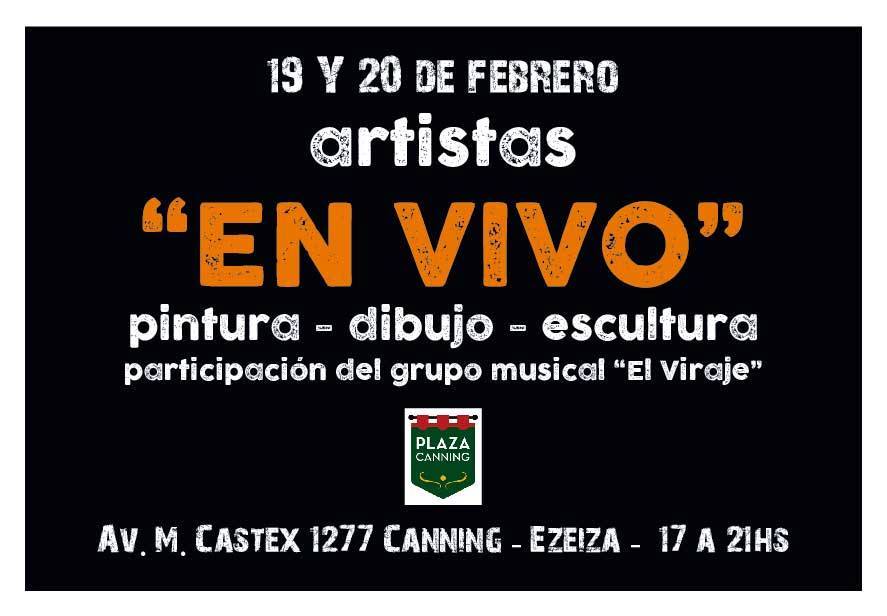 19 Y 20 DE FEBRERO
artistas
“EN VIVO”
pintura - dibujo - escultura
participación del grupo musical “El Viraje”
PLAZA
CANNING
Av. M. Castex 1277 Canning - Ezeiza - 17 a 21hs